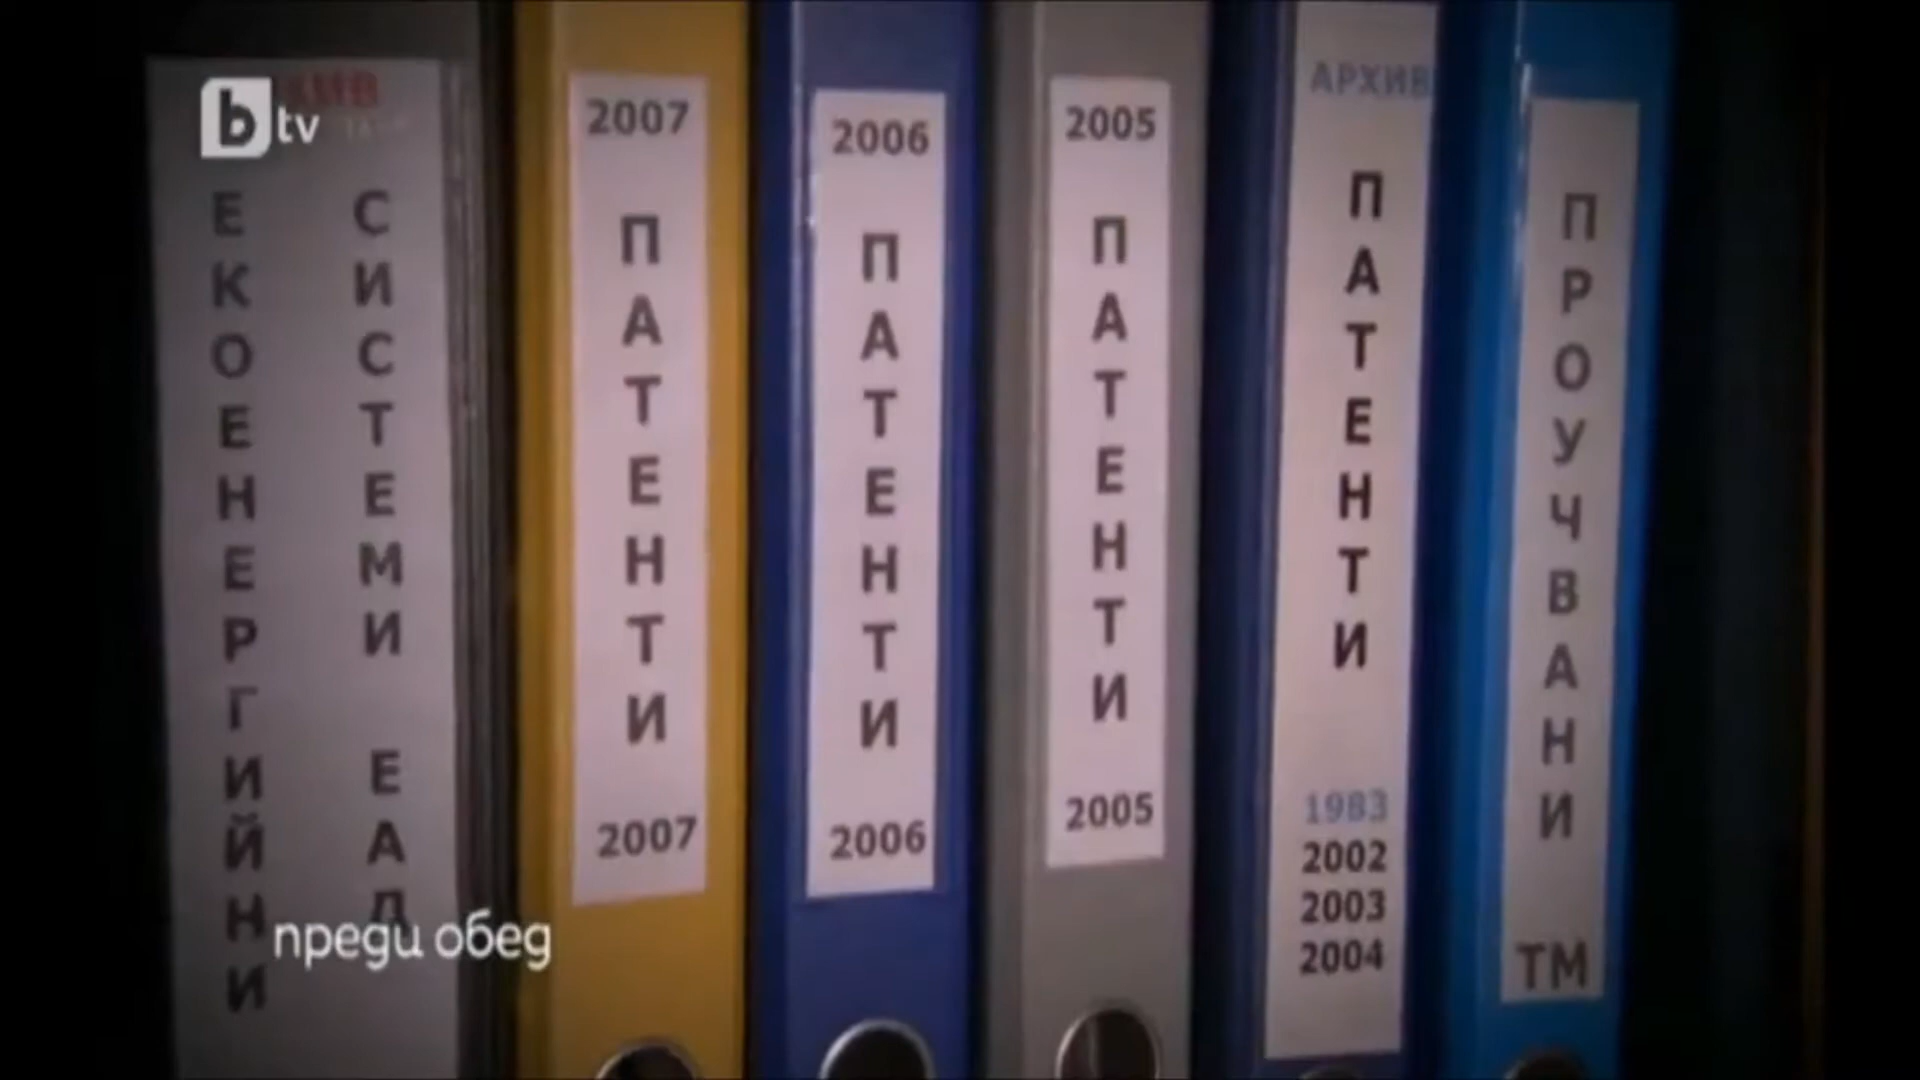 btv
ЕКОЕНЕРГИЙНИ
СИСТЕМИ ЕАД
2007
ПАТЕНТИ
2007
2006
ПАТЕНТИ
2006
2005
ПАТЕНТИ
2005
АРХИВ
ПАТЕНТИ
1983
2002
2003
2004
ПРОУЧВАНИ
ТМ
преди обед